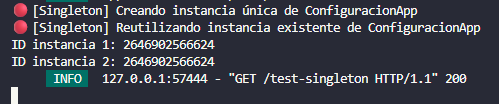 🔴 [Singleton] Creando instancia única de ConfiguracionApp
🔴 [Singleton] Reutilizando instancia existente de ConfiguracionApp
ID instancia 1: 2646902566624
ID instancia 2: 2646902566624
INFO 127.0.0.1:57444 - "GET /test-singleton HTTP/1.1" 200